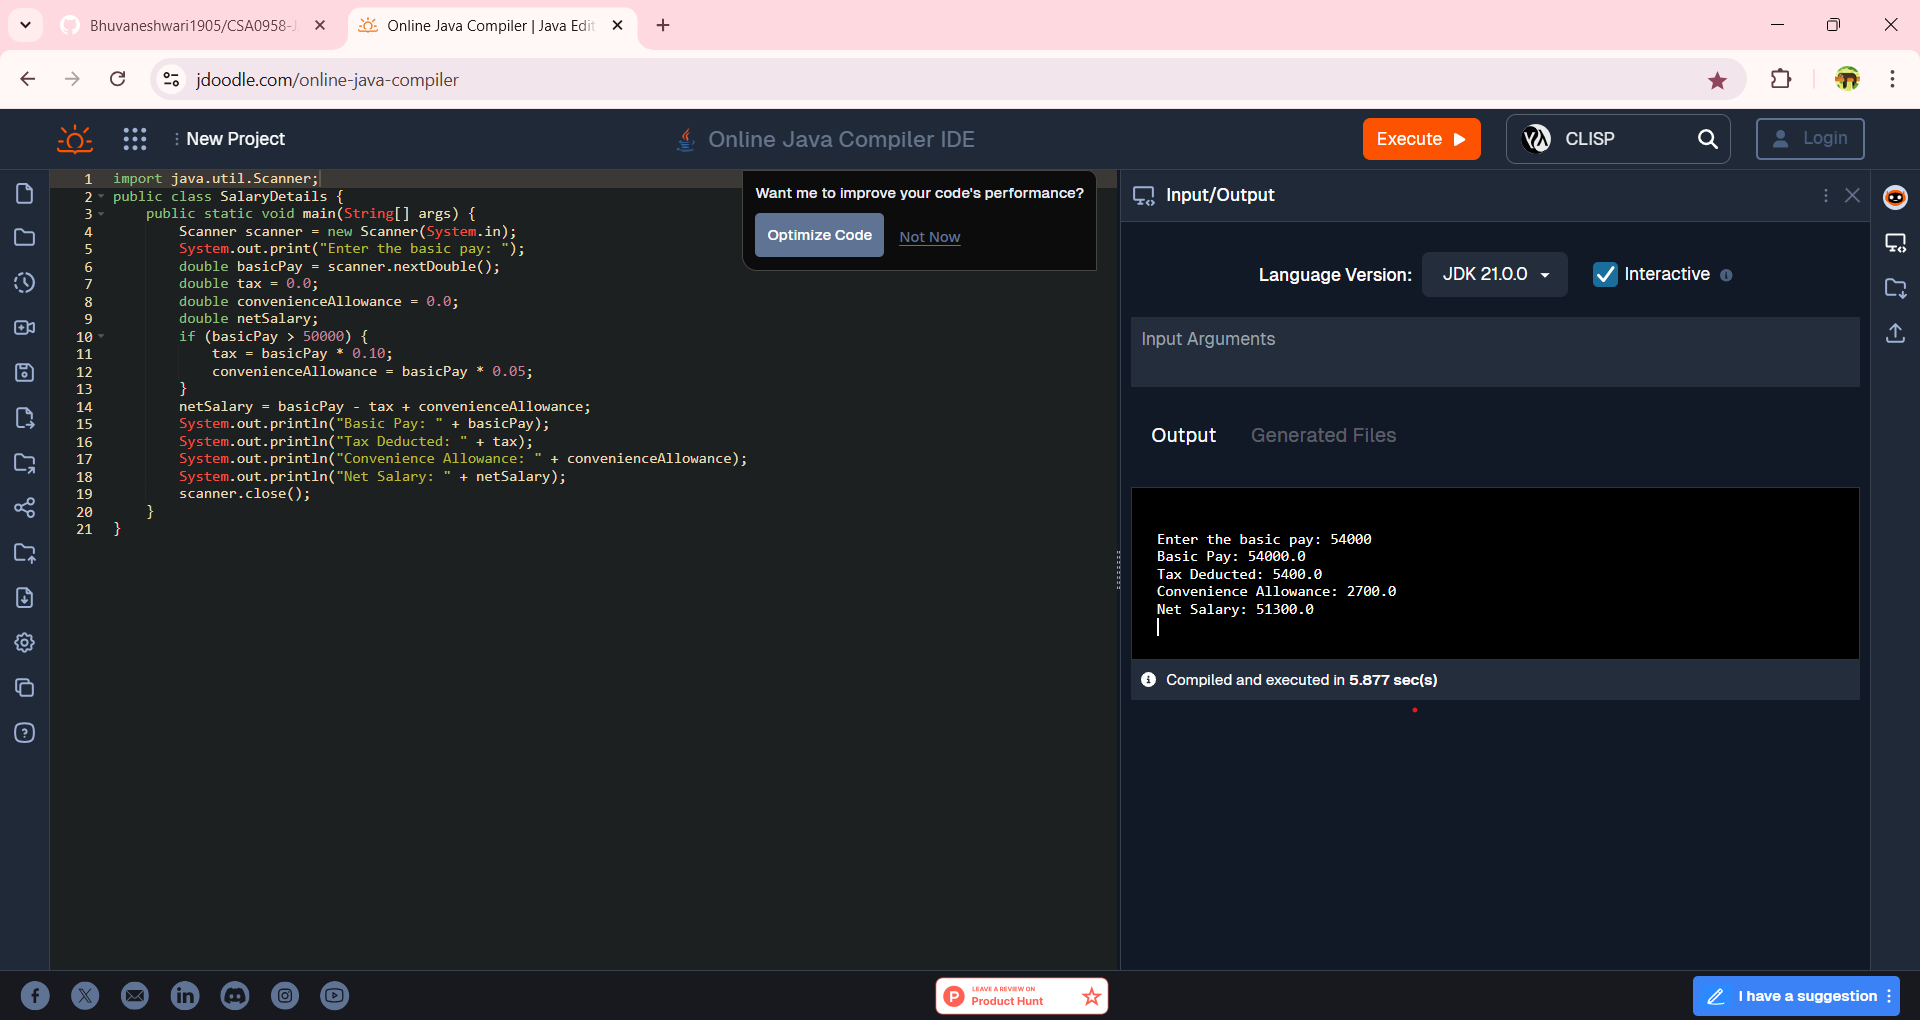 Bhuvaneshwari1905/CSA0958-J
Online Java Compiler | Java Edit
jdoodle.com/online-java-compiler
New Project
Online Java Compiler IDE
Execute
CLISP
Login
1 import java.util.Scanner;
2 public class SalaryDetails {
3 public static void main(String[] args) {
4 Scanner scanner = new Scanner(System.in);
5 System.out.print("Enter the basic pay: ");
6 double basicPay = scanner.nextDouble();
7 double tax = 0.0;
8 double convenienceAllowance = 0.0;
9 double netSalary;
10 if (basicPay > 50000) {
11 tax = basicPay * 0.10;
12 convenienceAllowance = basicPay * 0.05;
13 }
14 netSalary = basicPay - tax + convenienceAllowance;
15 System.out.println("Basic Pay: " + basicPay);
16 System.out.println("Tax Deducted: " + tax);
17 System.out.println("Convenience Allowance: " + convenienceAllowance);
18 System.out.println("Net Salary: " + netSalary);
19 scanner.close();
20 }
21 }
Want me to improve your code's performance?
Optimize Code Not Now
Input/Output
Language Version: JDK 21.0.0 Interactive
Input Arguments
Output Generated Files
Enter the basic pay: 54000
Basic Pay: 54000.0
Tax Deducted: 5400.0
Convenience Allowance: 2700.0
Net Salary: 51300.0
Compiled and executed in 5.877 sec(s)
LEAVE A REVIEW ON
Product Hunt
I have a suggestion